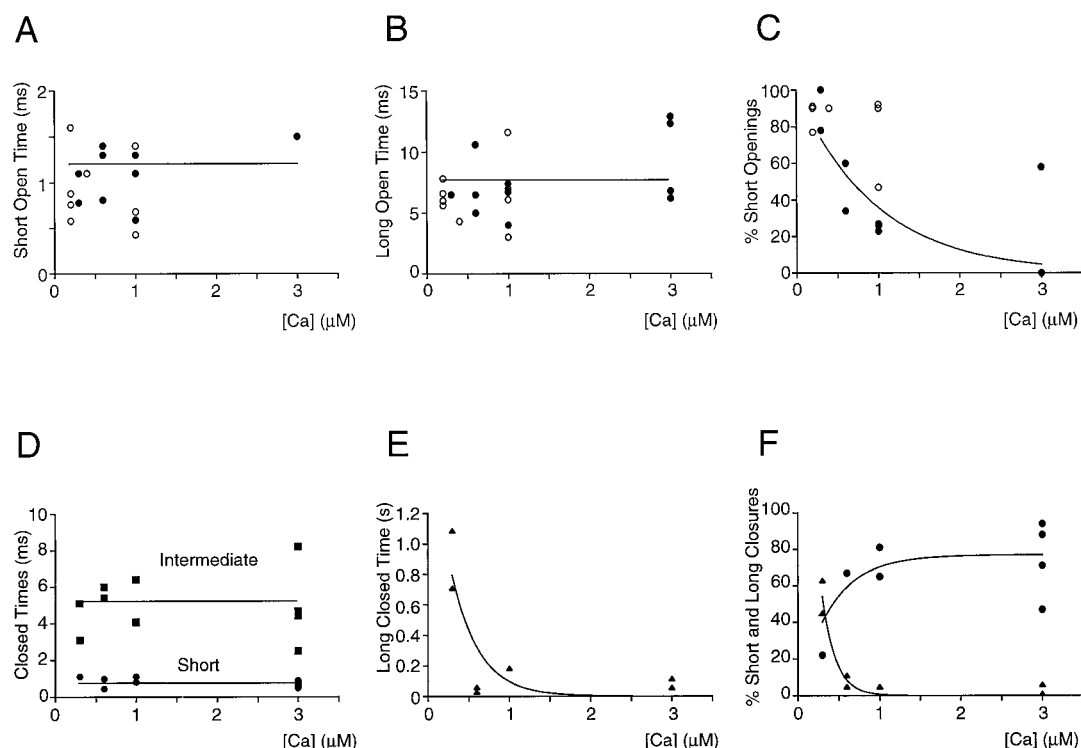 A
Short Open Time (ms)
2
1
0
0
1
2
3
[Ca] (μM)
B
Long Open Time (ms)
15
10
5
0
0
1
2
3
[Ca] (μM)
C
% Short Openings
100
80
60
40
20
0
0
1
2
3
[Ca] (μM)
D
Closed Times (ms)
10
8
6
4
2
0
Intermediate
Short
0
1
2
3
[Ca] (μM)
E
Long Closed Time (s)
1.2
1.0
0.8
0.6
0.4
0.2
0
0
1
2
3
[Ca] (μM)
F
% Short and Long Closures
100
80
60
40
20
0
0
1
2
3
[Ca] (μM)